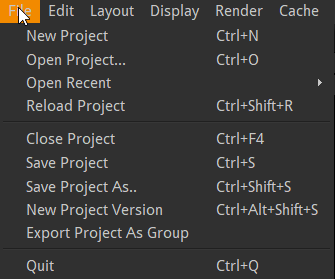 File Edit Layout Display Render Cache
New Project Ctrl+N
Open Project... Ctrl+O
Open Recent
Reload Project Ctrl+Shift+R
Close Project Ctrl+F4
Save Project Ctrl+S
Save Project As.. Ctrl+Shift+S
New Project Version Ctrl+Alt+Shift+S
Export Project As Group
Quit Ctrl+Q